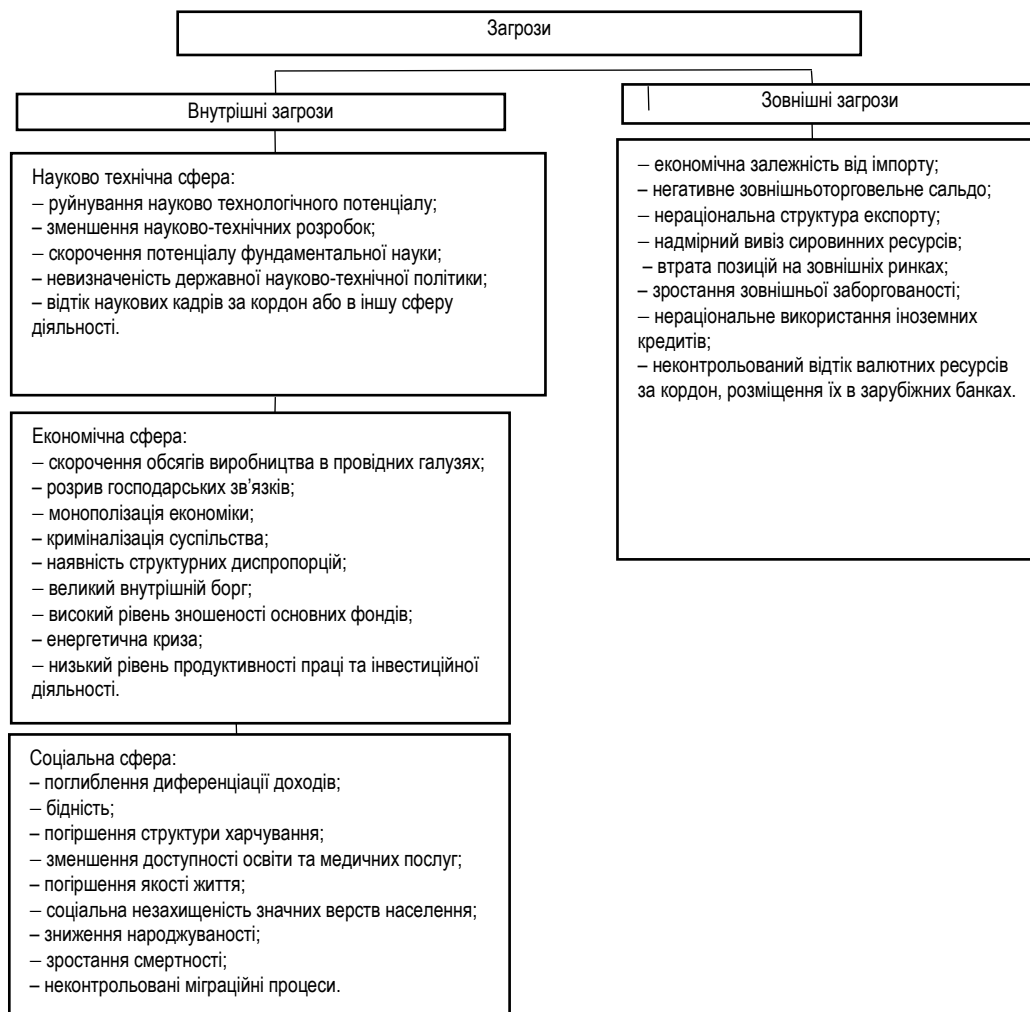 Загрози
Внутрішні загрози
Науково технічна сфера:
– руйнування науково технологічного потенціалу;
– зменшення науково-технічних розробок;
– скорочення потенціалу фундаментальної науки;
– невизначеність державної науково-технічної політики;
– відтік наукових кадрів за кордон або в іншу сферу
діяльності.
Економічна сфера:
– скорочення обсягів виробництва в провідних галузях;
– розрив господарських зв’язків;
– монополізація економіки;
– криміналізація суспільства;
– наявність структурних диспропорцій;
– великий внутрішній борг;
– високий рівень зношеності основних фондів;
– енергетична криза;
– низький рівень продуктивності праці та інвестиційної
діяльності.
Соціальна сфера:
– поглиблення диференціації доходів;
– бідність;
– погіршення структури харчування;
– зменшення доступності освіти та медичних послуг;
– погіршення якості життя;
– соціальна незахищеність значних верств населення;
– зниження народжуваності;
– зростання смертності;
– неконтрольовані міграційні процеси.
Зовнішні загрози
– економічна залежність від імпорту;
– негативне зовнішньоторговельне сальдо;
– нераціональна структура експорту;
– надмірний вивіз сировинних ресурсів;
– втрата позицій на зовнішніх ринках;
– зростання зовнішньої заборгованості;
– нераціональне використання іноземних
кредитів;
– неконтрольований відтік валютних ресурсів
за кордон, розміщення їх в зарубіжних банках.